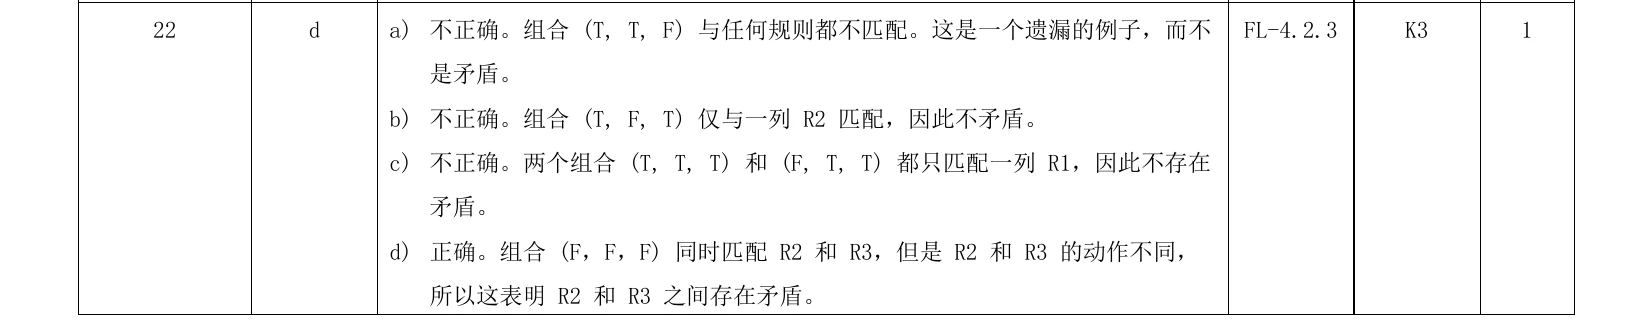 22 d a) 不正确。组合 (T, T, F) 与任何规则都不匹配。这是一个遗漏的例子，而不 FL-4.2.3 K3 1
是矛盾。
b) 不正确。组合 (T, F, T) 仅与一列 R2 匹配，因此不矛盾。
c) 不正确。两个组合 (T, T, T) 和 (F, T, T) 都只匹配一列 R1，因此不存在
矛盾。
d) 正确。组合 (F，F，F) 同时匹配 R2 和 R3，但是 R2 和 R3 的动作不同，
所以这表明 R2 和 R3 之间存在矛盾。